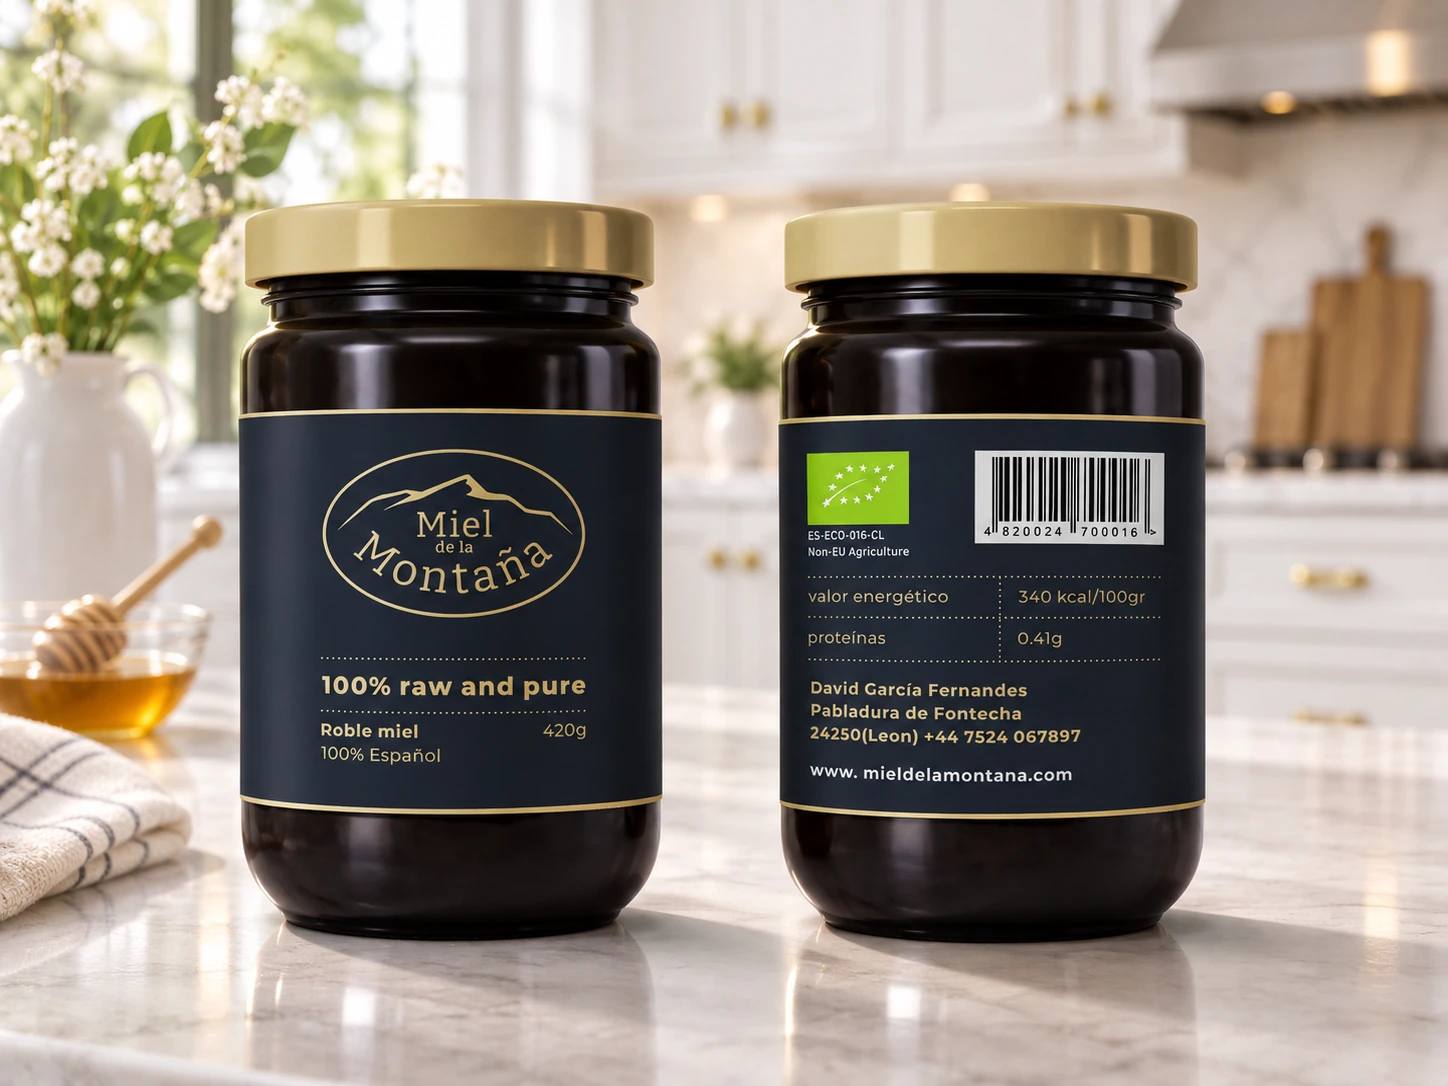 Miel
de la
Montaña
100% raw and pure
Roble miel 420g
100% Español
4 820024 700016 >
ES-ECO-016-CL
Non-EU Agriculture
valor energético 340 kcal/100gr
proteínas 0.41g
David García Fernandes
Pabladura de Fontecha
24250(Leon) +44 7524 067897
www. mieldelamontana.com